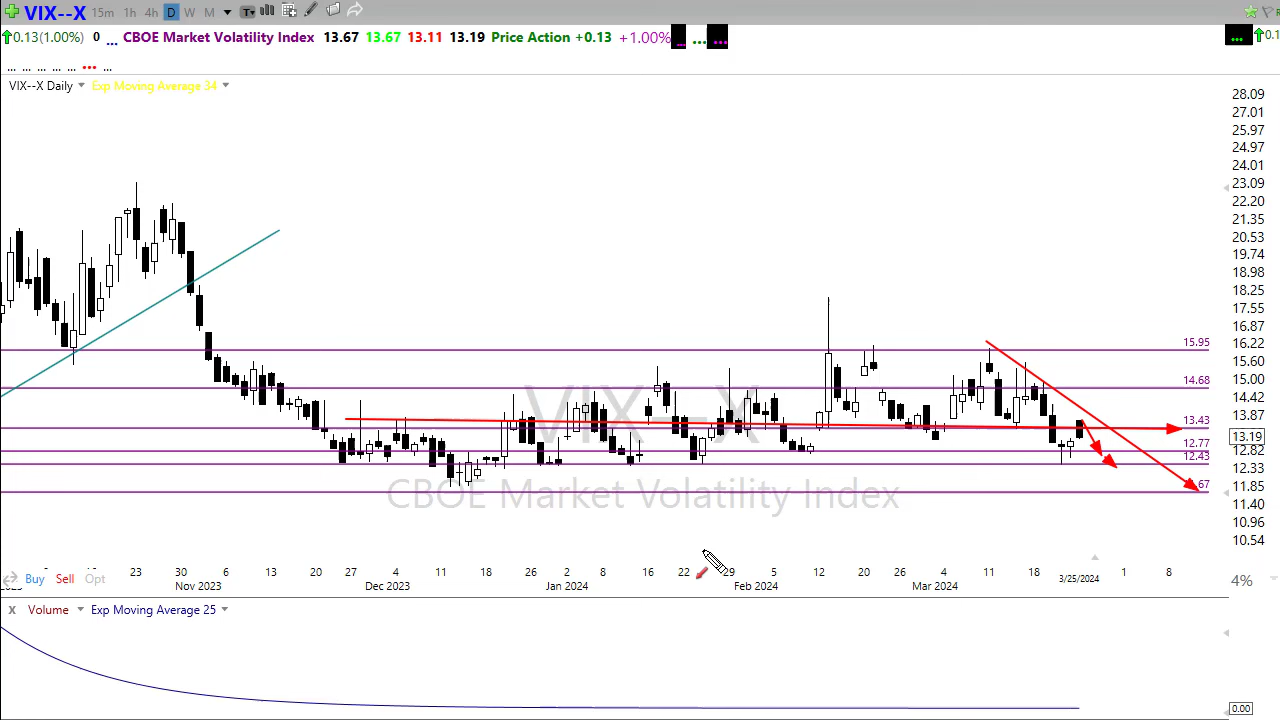 VIX--X 15m 1h 4h D W M T
0.13(1.00%) 0 ... CBOE Market Volatility Index 13.67 13.67 13.11 13.19 Price Action +0.13 +1.00% ... ... ... ... 0.1
... ... ... ... ... ... ...
VIX--X Daily Exp Moving Average 34
28.09
27.01
25.97
24.97
24.01
23.09
22.20
21.35
20.53
19.74
18.98
18.25
17.55
16.87
15.95 16.22
15.60
14.68 15.00
14.42
13.43 13.87
VIX--X
13.19
12.77 12.82
12.43 12.33
.67 11.85
CBOE Market Volatility Index
11.40
10.96
10.54
23 30 6 13 20 27 4 11 18 26 2 8 16 22 29 5 12 20 26 4 11 18 3/25/2024 1 8
Buy Sell Opt 4%
Nov 2023 Dec 2023 Jan 2024 Feb 2024 Mar 2024
X Volume Exp Moving Average 25
0.00